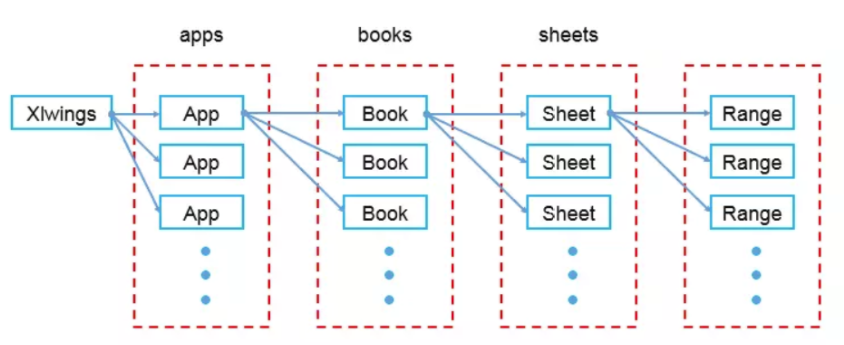 apps books sheets
Xlwings App Book Sheet Range
App Book Sheet Range
App Book Sheet Range